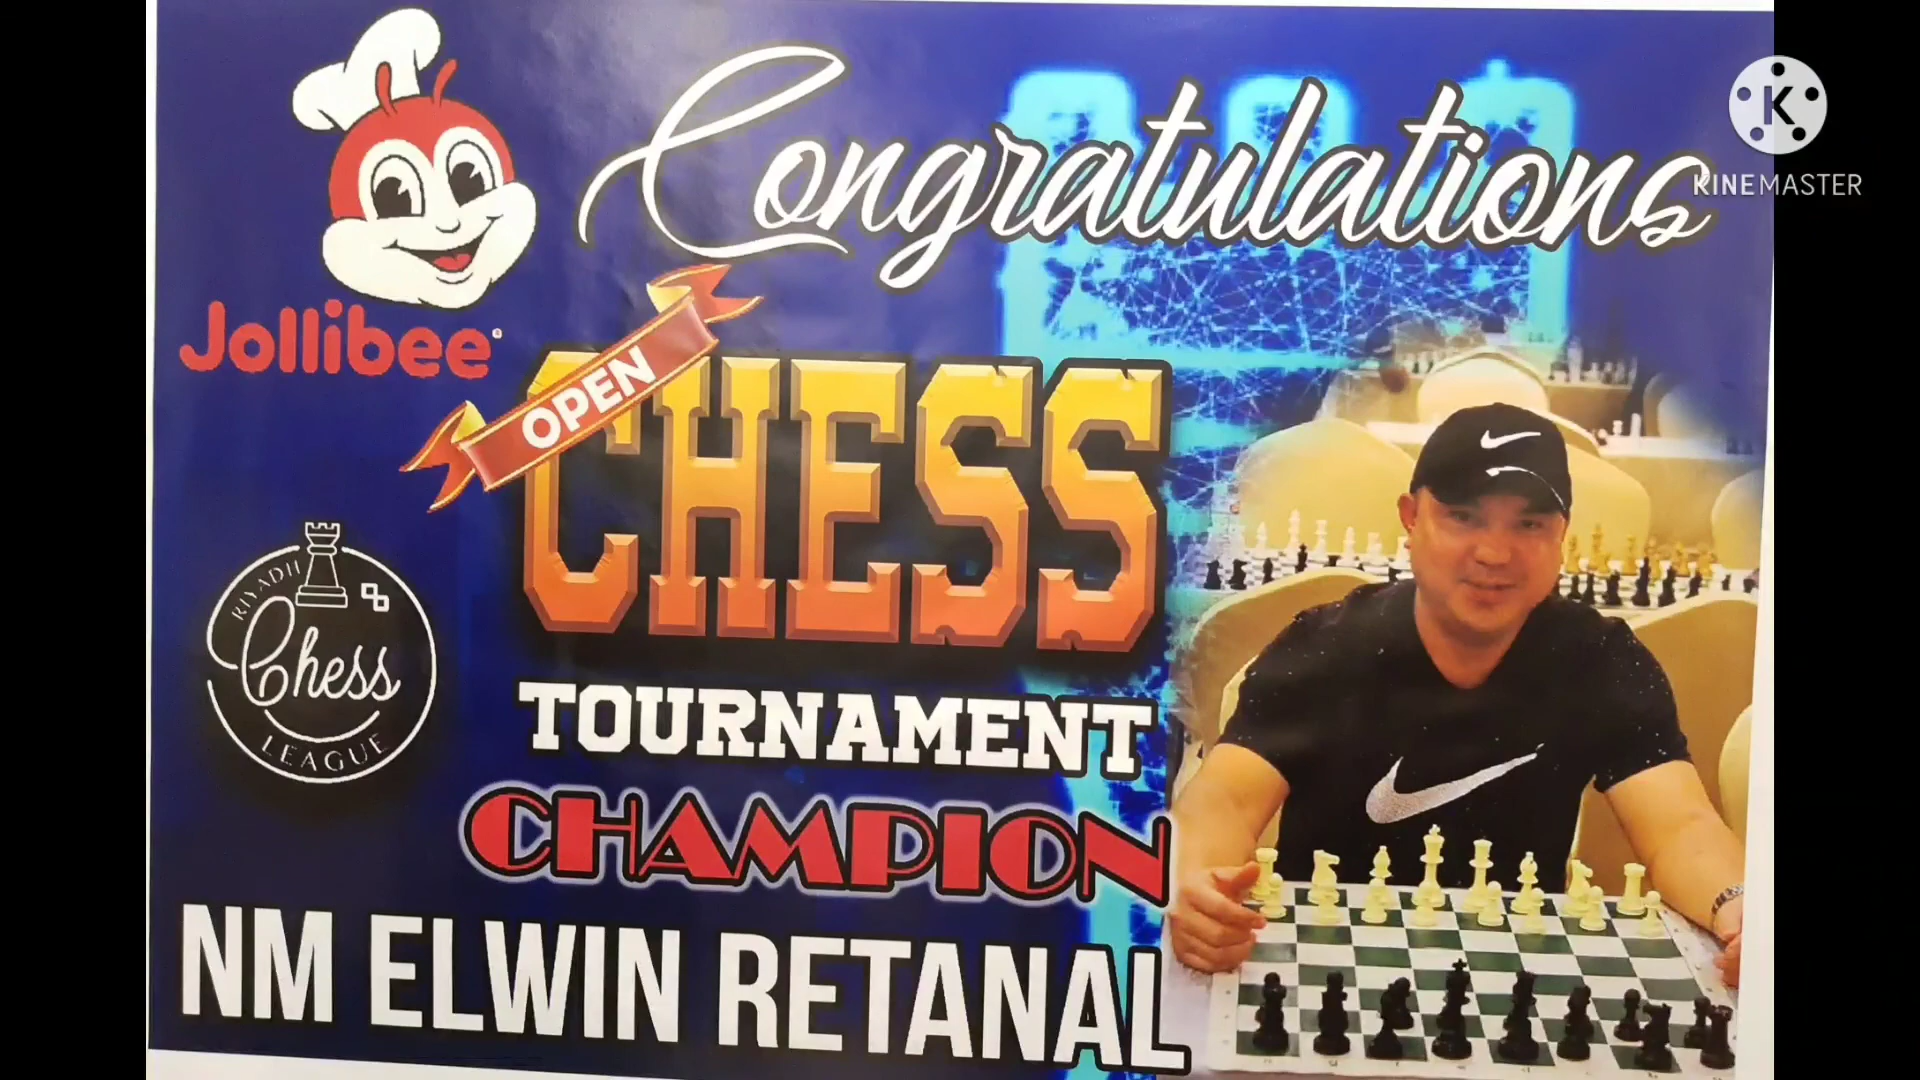 Congratulations
K
KINEMASTER
Jollibee®
OPEN
CHESS
TOURNAMENT
CHAMPION
NM ELWIN RETANAL
RIYADH
Chess
LEAGUE